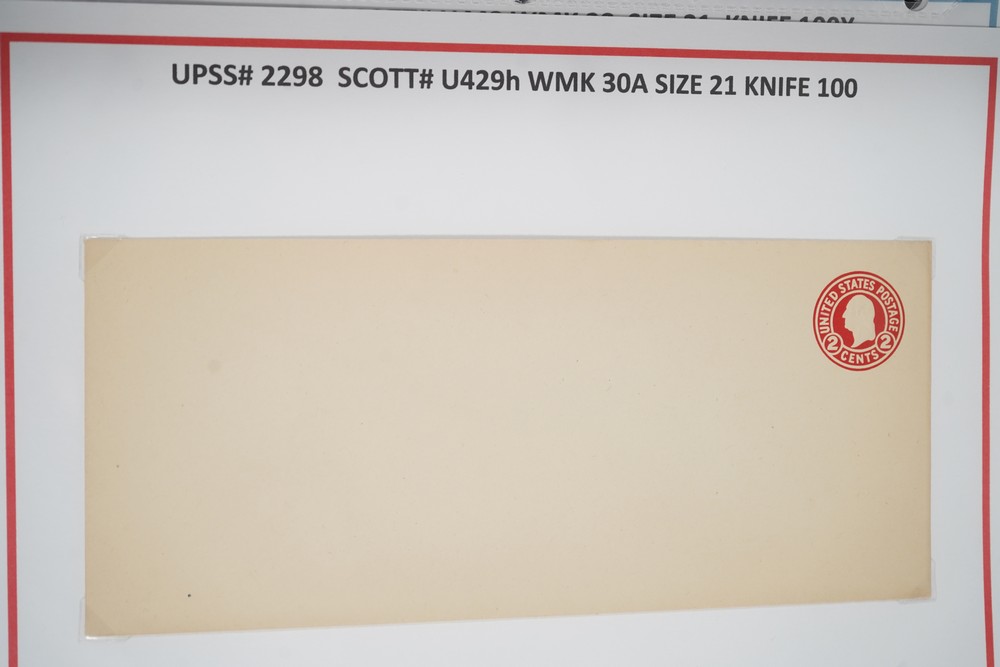 UPSS# 2298 SCOTT# U429h WMK 30A SIZE 21 KNIFE 100
UNITED STATES POSTAGE
2 2
CENTS